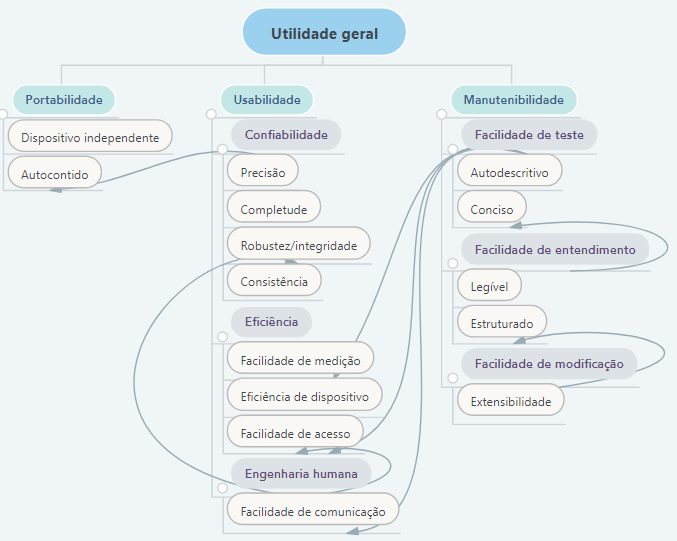 Utilidade geral
Portabilidade
Dispositivo independente
Autocontido
Usabilidade
Confiabilidade
Precisão
Completude
Robustez/integridade
Consistência
Eficiência
Facilidade de medição
Eficiência de dispositivo
Facilidade de acesso
Engenharia humana
Facilidade de comunicação
Manutenibilidade
Facilidade de teste
Autodescritivo
Conciso
Facilidade de entendimento
Legível
Estruturado
Facilidade de modificação
Extensibilidade